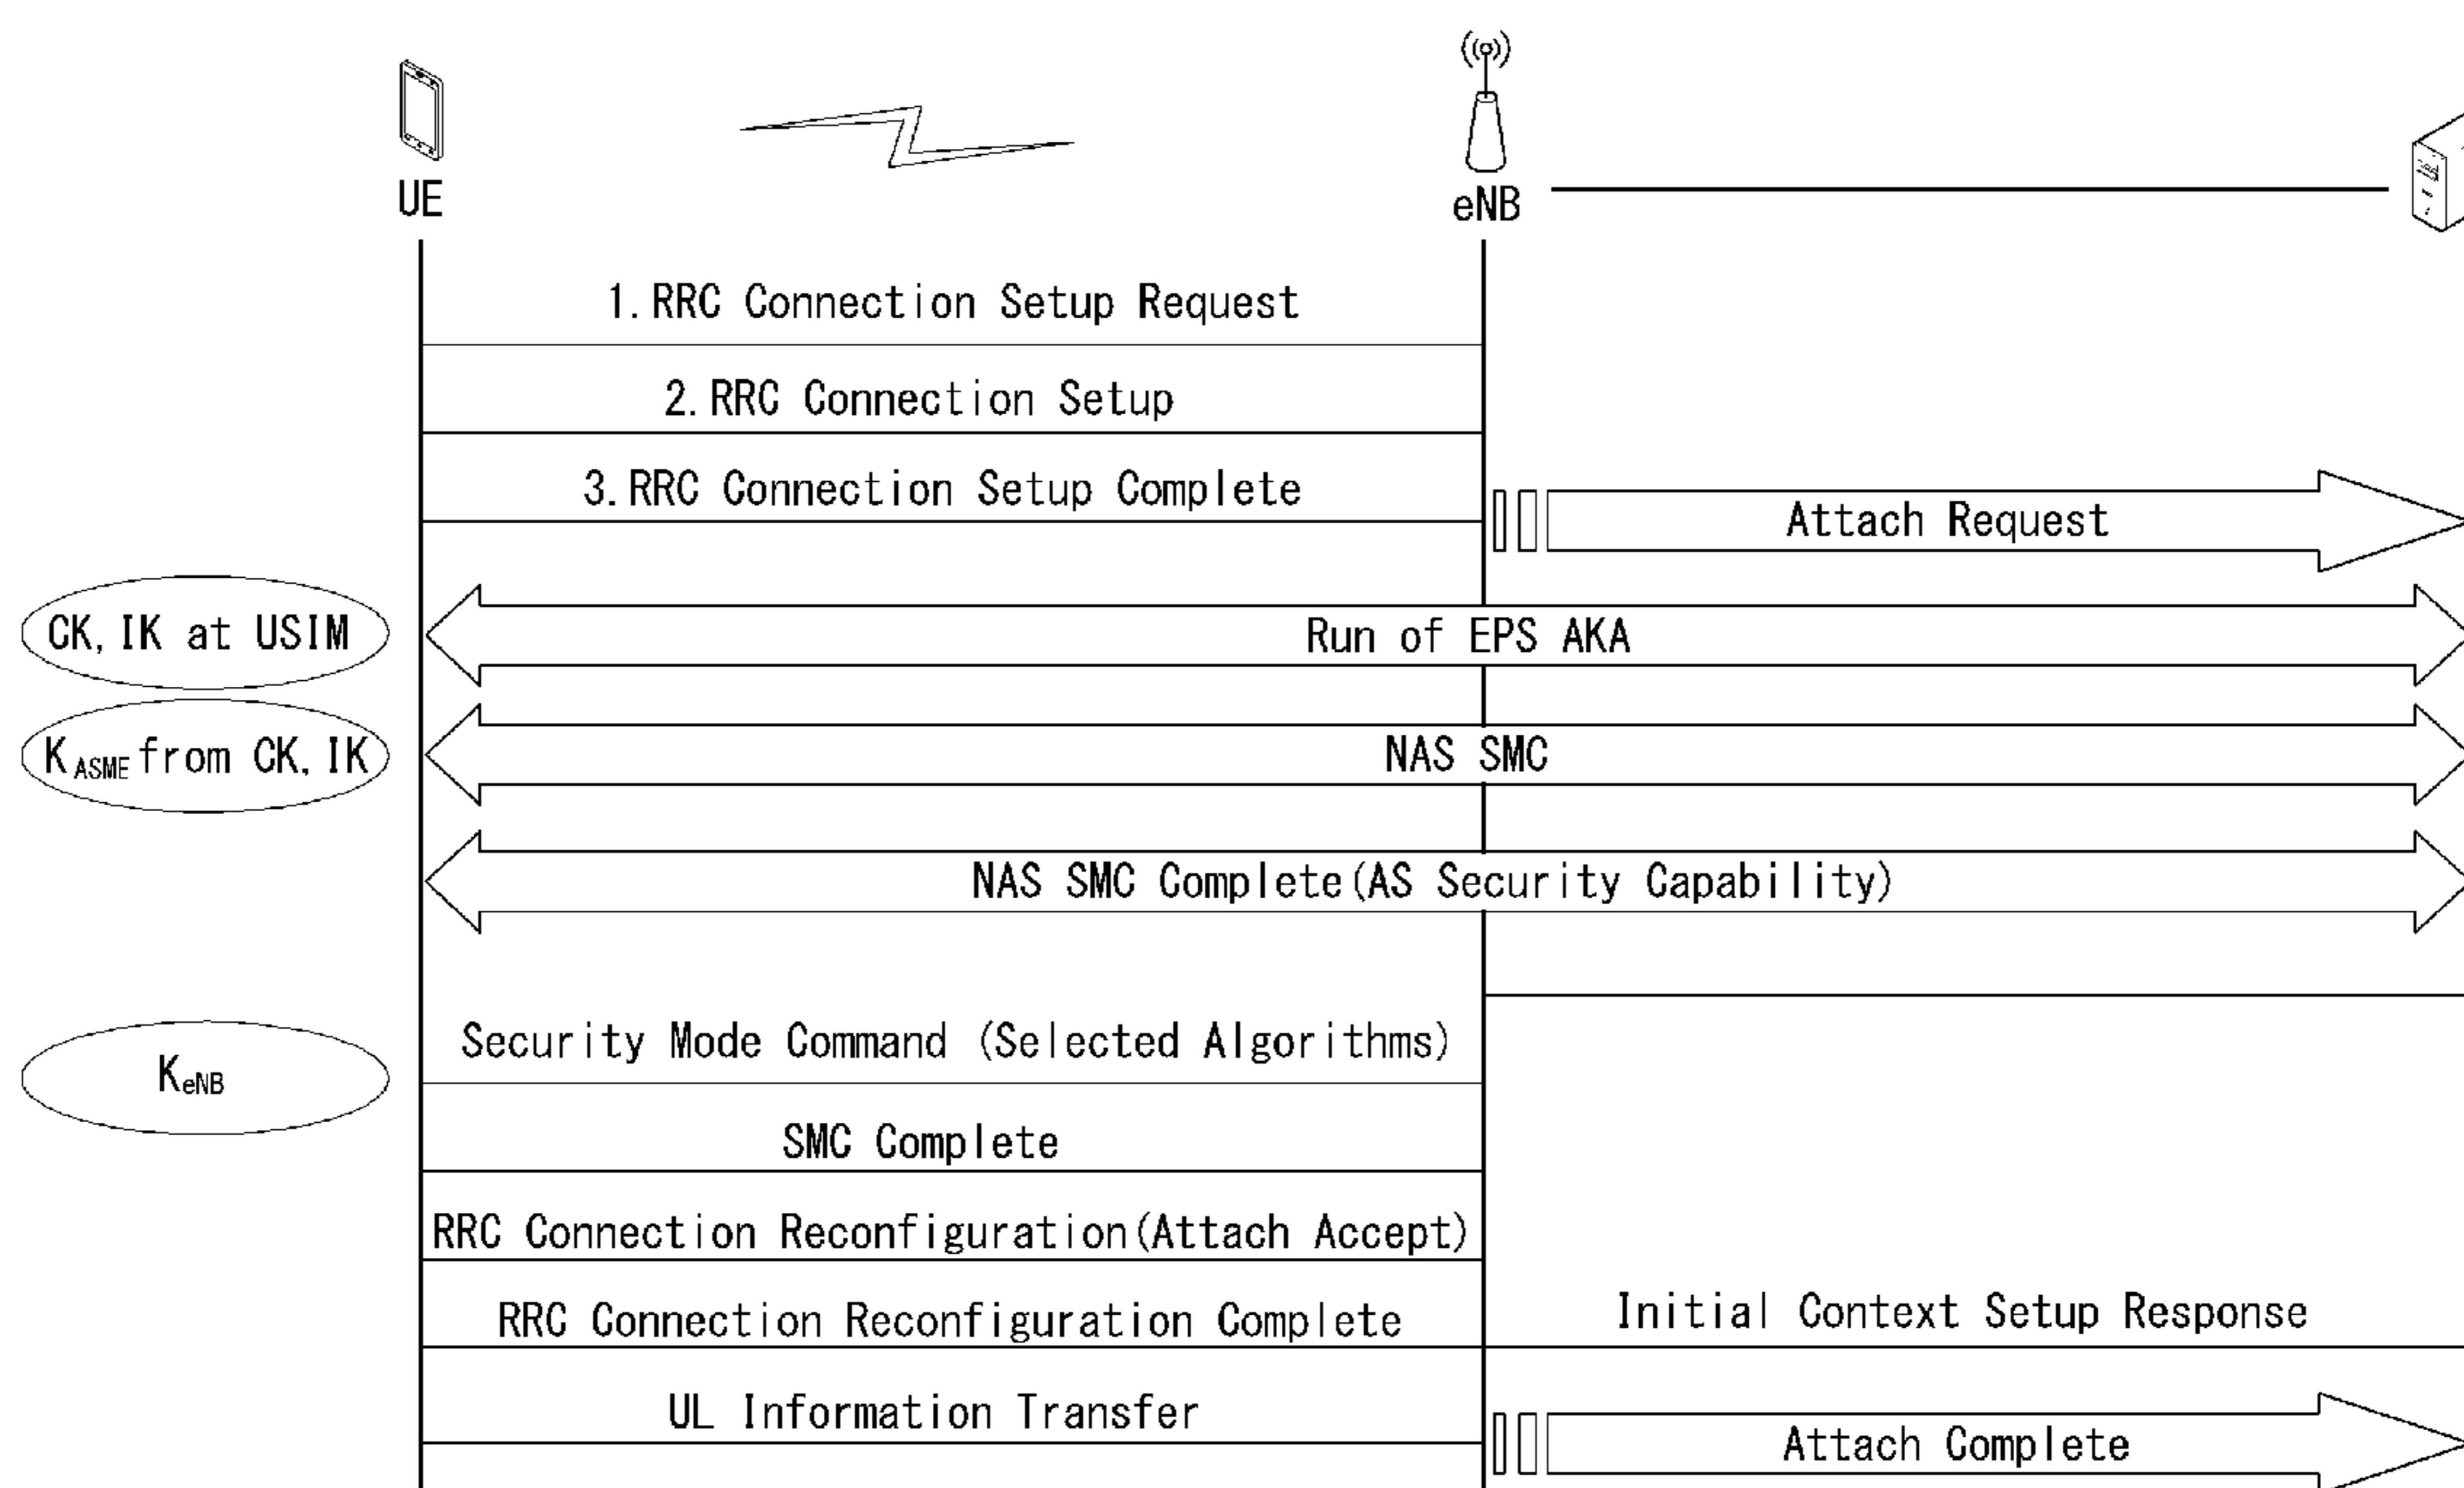 UE
eNB
1.RRC Connection Setup Request
2.RRC Connection Setup
3.RRC Connection Setup Complete
Attach Request
CK,IK at USIM
Run of EPS AKA
KASME from CK,IK
NAS SMC
NAS SMC Complete(AS Security Capability)
Security Mode Command (Selected Algorithms)
KeNB
SMC Complete
RRC Connection Reconfiguration(Attach Accept)
RRC Connection Reconfiguration Complete
Initial Context Setup Response
UL Information Transfer
Attach Complete